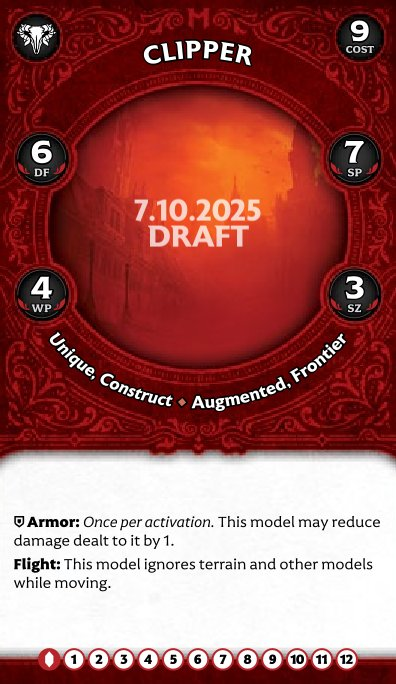 9
COST
CLIPPER
6
DF
7
SP
7.10.2025
DRAFT
4
WP
3
SZ
Unique, Construct ◆ Augmented, Frontier
Armor: Once per activation. This model may reduce
damage dealt to it by 1.
Flight: This model ignores terrain and other models
while moving.
1 2 3 4 5 6 7 8 9 10 11 12